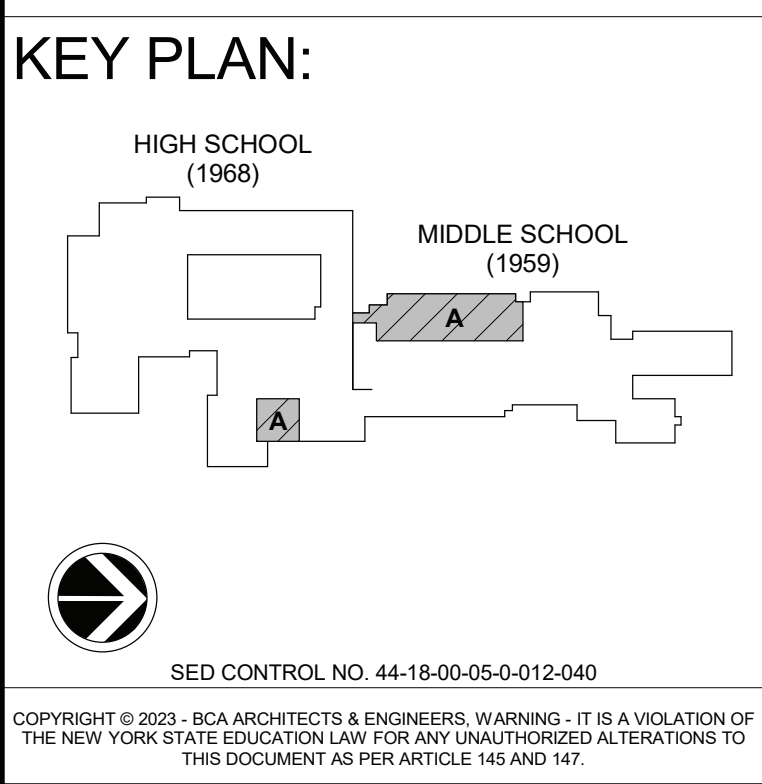 KEY PLAN:
HIGH SCHOOL
(1968)
MIDDLE SCHOOL
(1959)
A
A
SED CONTROL NO. 44-18-00-05-0-012-040
COPYRIGHT © 2023 - BCA ARCHITECTS & ENGINEERS, WARNING - IT IS A VIOLATION OF
THE NEW YORK STATE EDUCATION LAW FOR ANY UNAUTHORIZED ALTERATIONS TO
THIS DOCUMENT AS PER ARTICLE 145 AND 147.